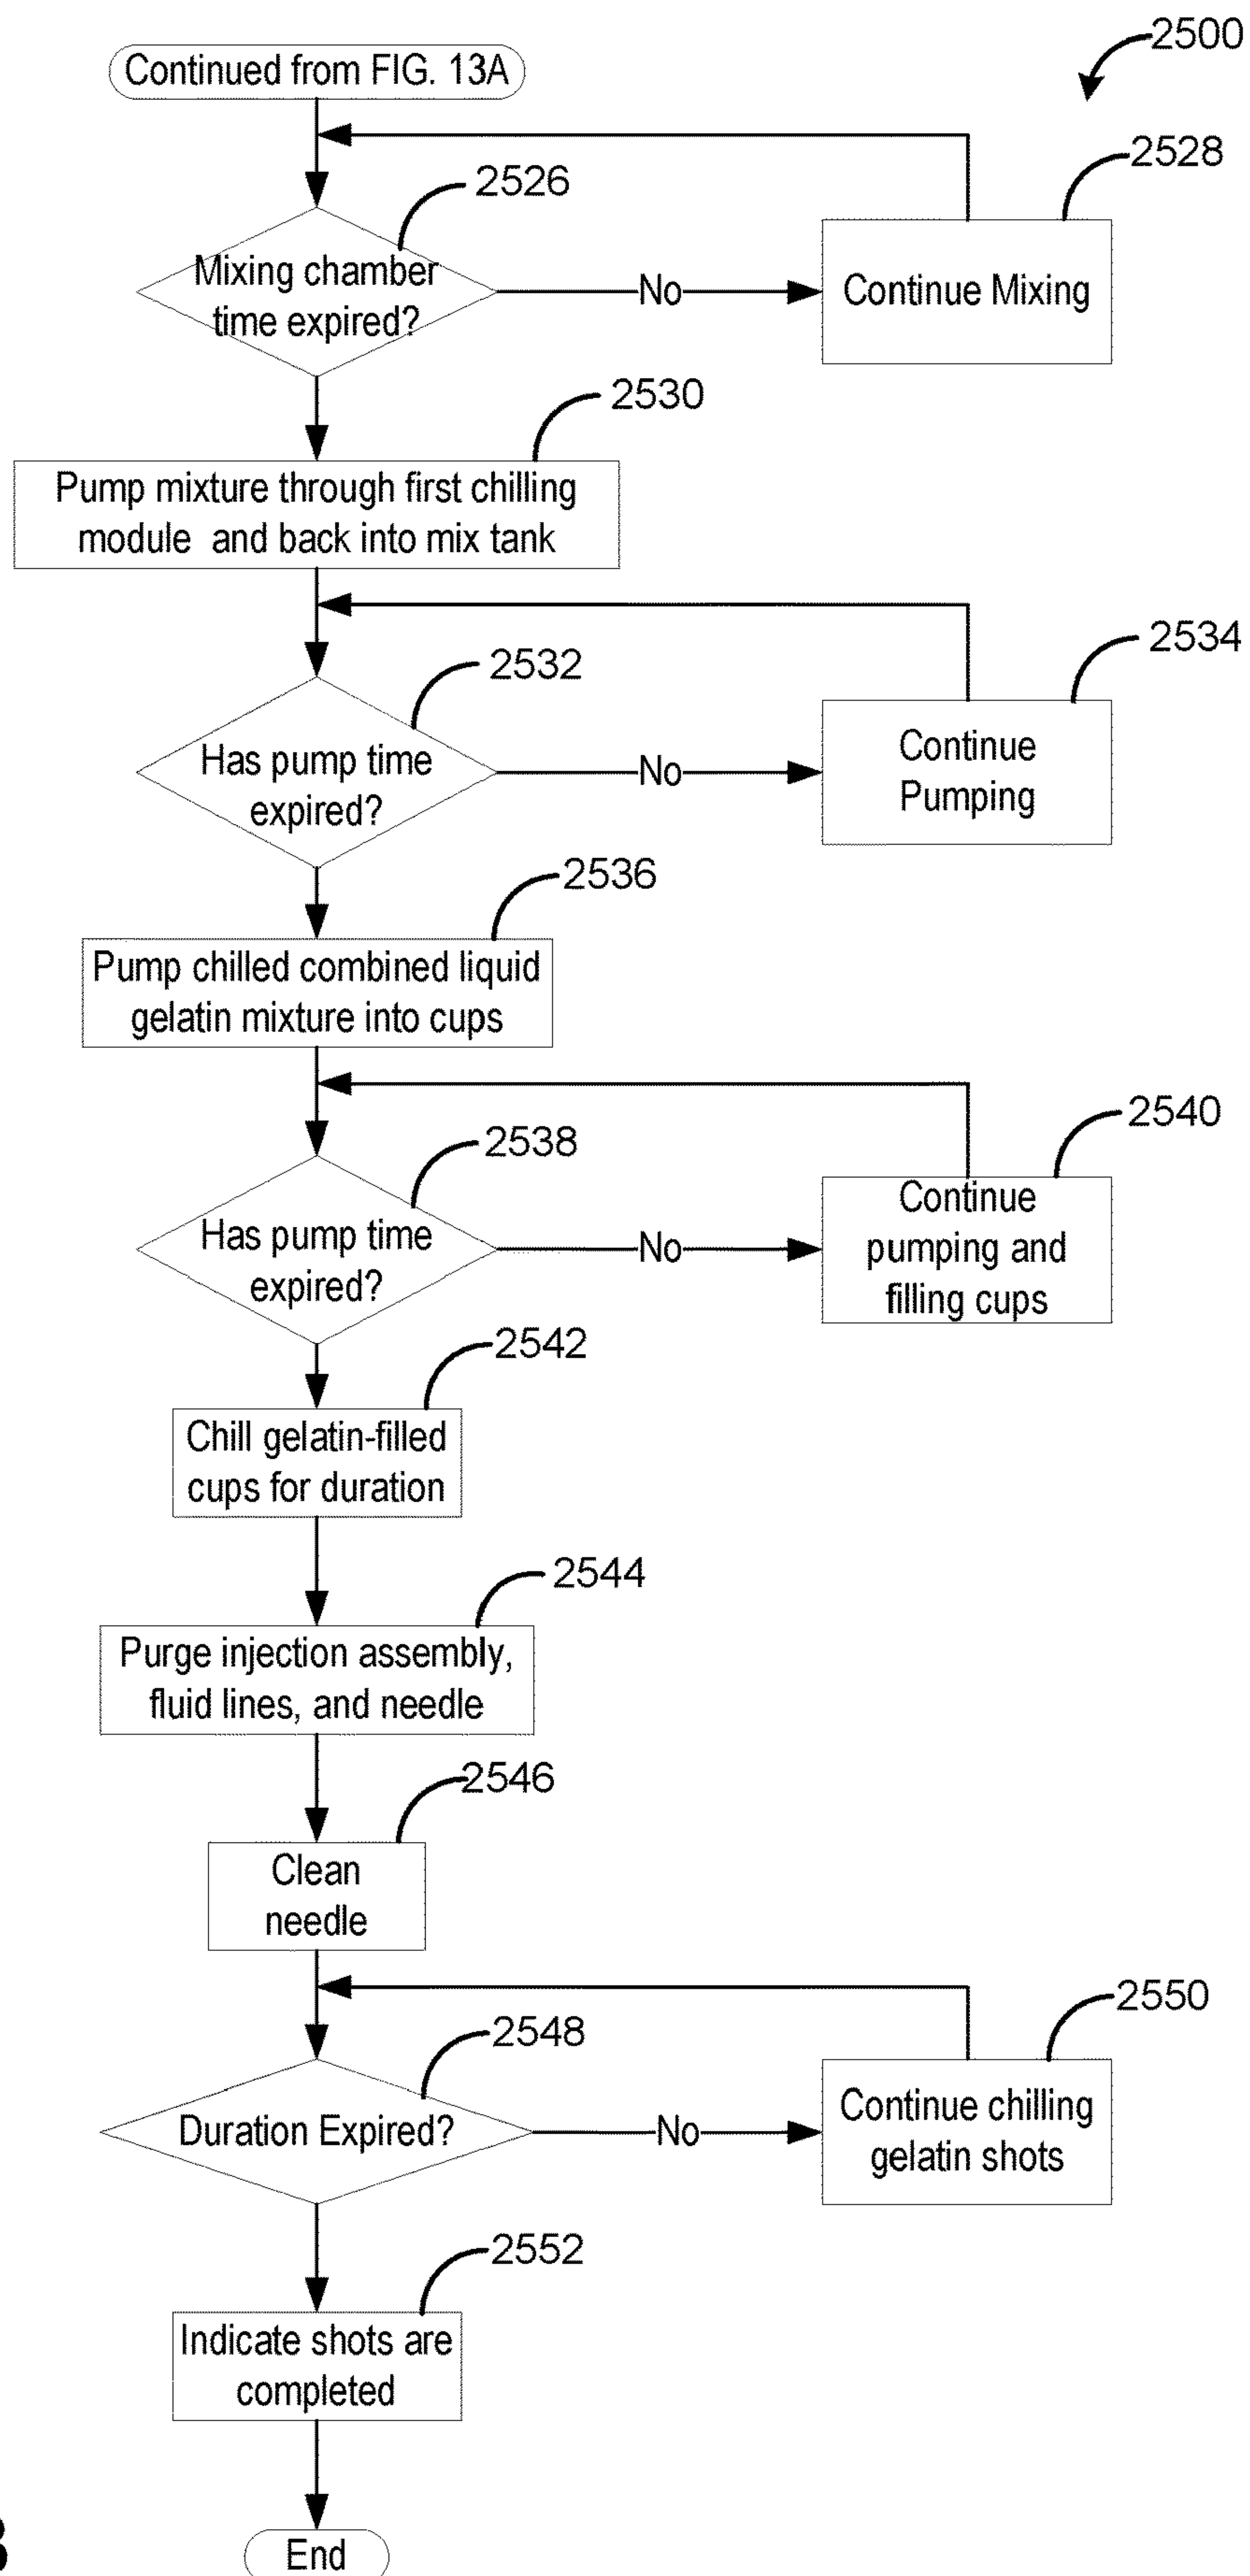 2500
Continued from FIG. 13A
2528
2526
Mixing chamber
time expired?
No
Continue Mixing
2530
Pump mixture through first chilling
module and back into mix tank
2534
2532
Has pump time
expired?
No
Continue
Pumping
2536
Pump chilled combined liquid
gelatin mixture into cups
2540
2538
Has pump time
expired?
No
Continue
pumping and
filling cups
2542
Chill gelatin-filled
cups for duration
2544
Purge injection assembly,
fluid lines, and needle
2546
Clean
needle
2550
2548
Duration Expired?
No
Continue chilling
gelatin shots
2552
Indicate shots are
completed
End